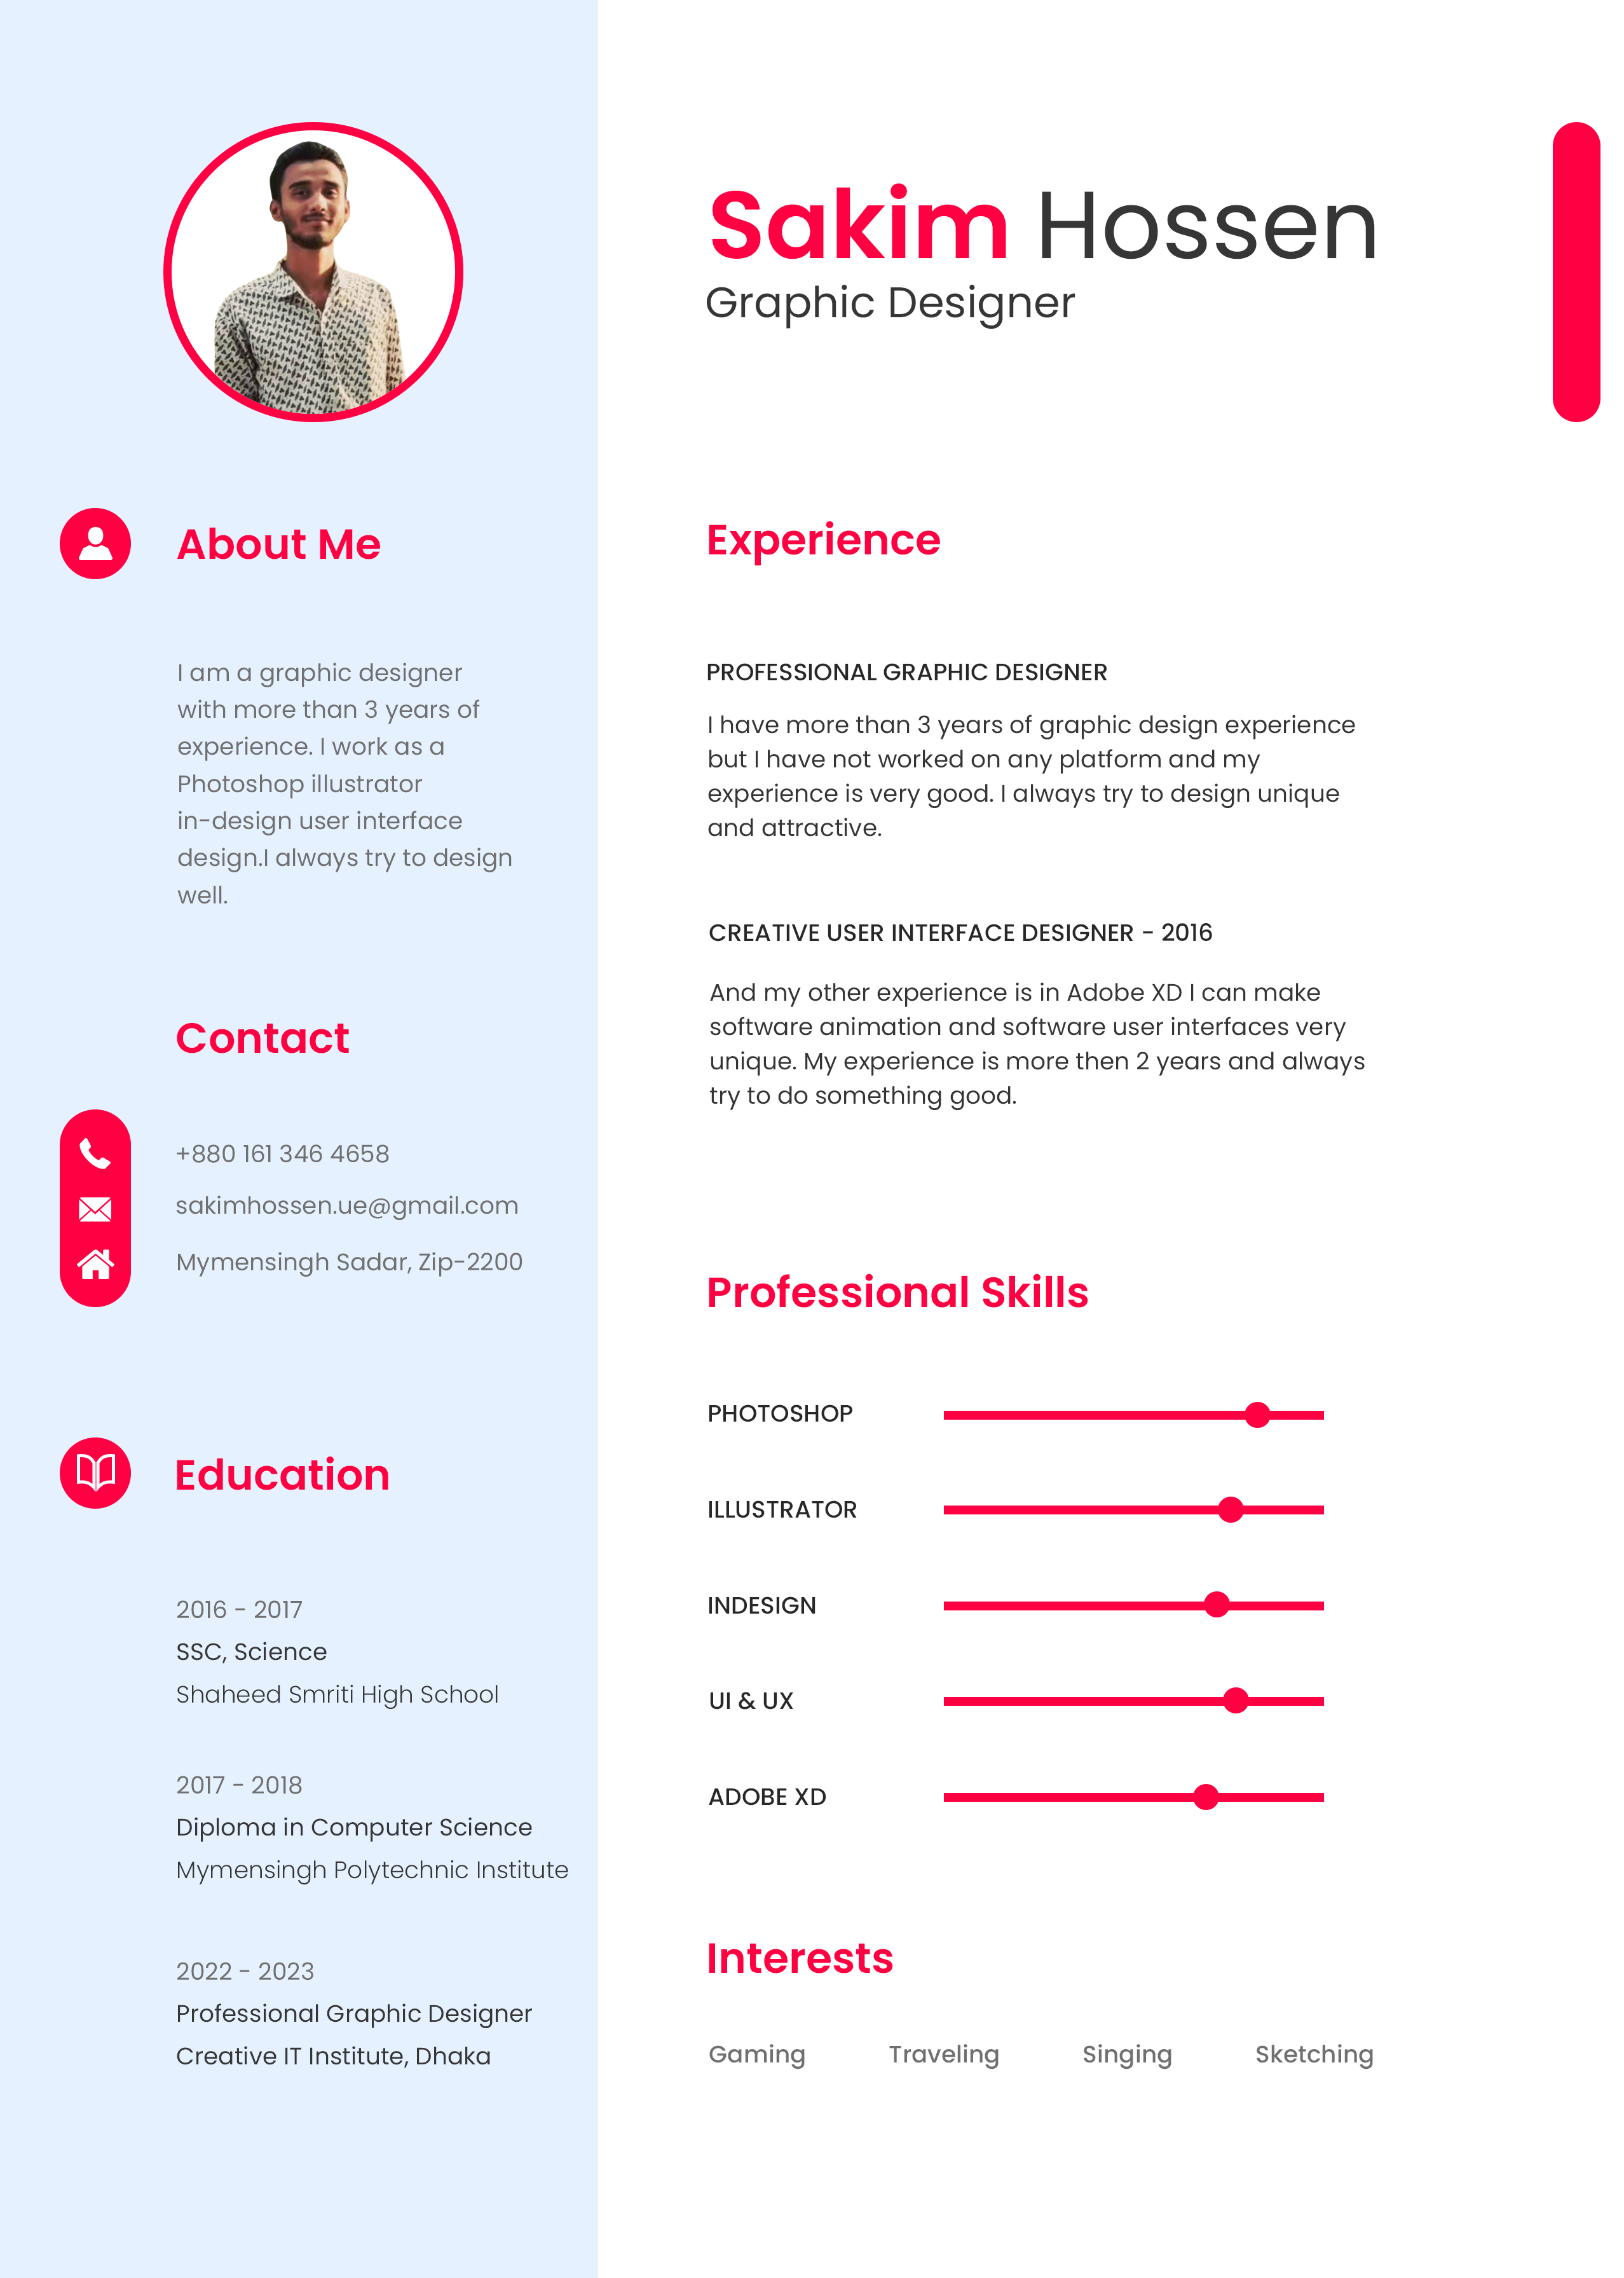 Sakim Hossen
Graphic Designer
About Me
I am a graphic designer
with more than 3 years of
experience. I work as a
Photoshop illustrator
in-design user interface
design.I always try to design
well.
Contact
+880 161 346 4658
sakimhossen.ue@gmail.com
Mymensingh Sadar, Zip-2200
Education
2016 - 2017
SSC, Science
Shaheed Smriti High School
2017 - 2018
Diploma in Computer Science
Mymensingh Polytechnic Institute
2022 - 2023
Professional Graphic Designer
Creative IT Institute, Dhaka
Experience
PROFESSIONAL GRAPHIC DESIGNER
I have more than 3 years of graphic design experience
but I have not worked on any platform and my
experience is very good. I always try to design unique
and attractive.
CREATIVE USER INTERFACE DESIGNER - 2016
And my other experience is in Adobe XD I can make
software animation and software user interfaces very
unique. My experience is more then 2 years and always
try to do something good.
Professional Skills
PHOTOSHOP
ILLUSTRATOR
INDESIGN
UI & UX
ADOBE XD
Interests
Gaming Traveling Singing Sketching